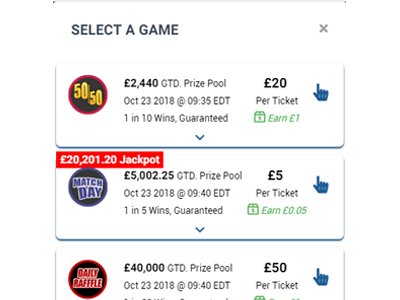 SELECT A GAME
×
50
50
£2,440 GTD. Prize Pool
£20
Oct 23 2018 @ 09:35 EDT
Per Ticket
1 in 10 Wins, Guaranteed
Earn £1
£20,201.20 Jackpot
MATCH
DAY
£5,002.25 GTD. Prize Pool
£5
Oct 23 2018 @ 09:40 EDT
Per Ticket
1 in 5 Wins, Guaranteed
Earn £0.05
DAILY
RAFFLE
£40,000 GTD. Prize Pool
£50
Oct 23 2018 @ 09:40 EDT
Per Ticket